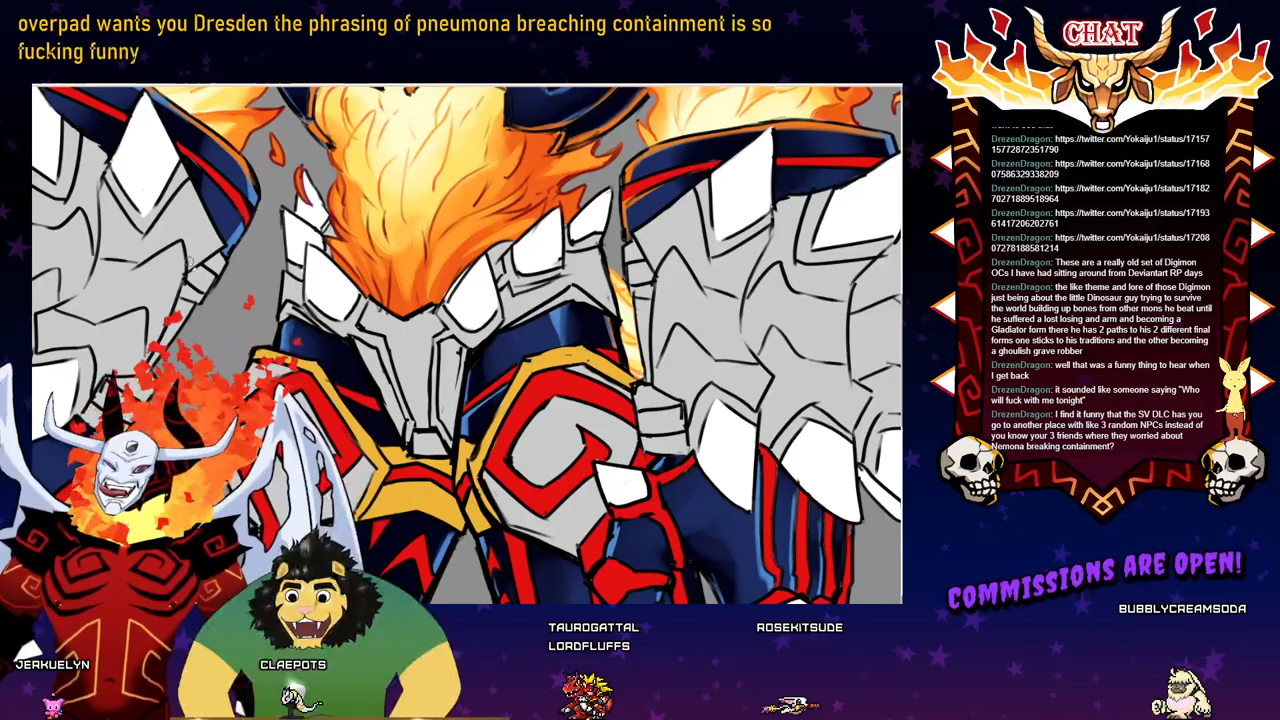 overpad wants you Dresden the phrasing of pneumona breaching containment is so
fucking funny
CHAT
DrezenDragon: https://twitter.com/Yokaiju1/status/17157
15772872351790
DrezenDragon: https://twitter.com/Yokaiju1/status/17168
07586329338209
DrezenDragon: https://twitter.com/Yokaiju1/status/17182
70271889518964
DrezenDragon: https://twitter.com/Yokaiju1/status/17193
61417206202761
DrezenDragon: https://twitter.com/Yokaiju1/status/17208
07278188581214
DrezenDragon: These are a really old set of Digimon
OCs I have had sitting around from Deviantart RP days
DrezenDragon: the like theme and lore of those Digimon
just being about the little Dinosaur guy trying to survive
the world building up bones from other mons he beat until
he suffered a lost losing and arm and becoming a
Gladiator form there he has 2 paths to his 2 different final
forms one sticks to his traditions and the other becoming
a ghoulish grave robber
DrezenDragon: well that was a funny thing to hear when
I get back
DrezenDragon: it sounded like someone saying "Who
will fuck with me tonight"
DrezenDragon: I find it funny that the SV DLC has you
go to another place with like 3 random NPCs instead of
you know your 3 friends where they worried about
Nemona breaking containment?
COMMISSIONS ARE OPEN!
BUBBLYCREAMSODA
TAUROGATTAL
ROSEKITSUDE
LORDFLUFFS
JERKUELYN
CLAEPOTS